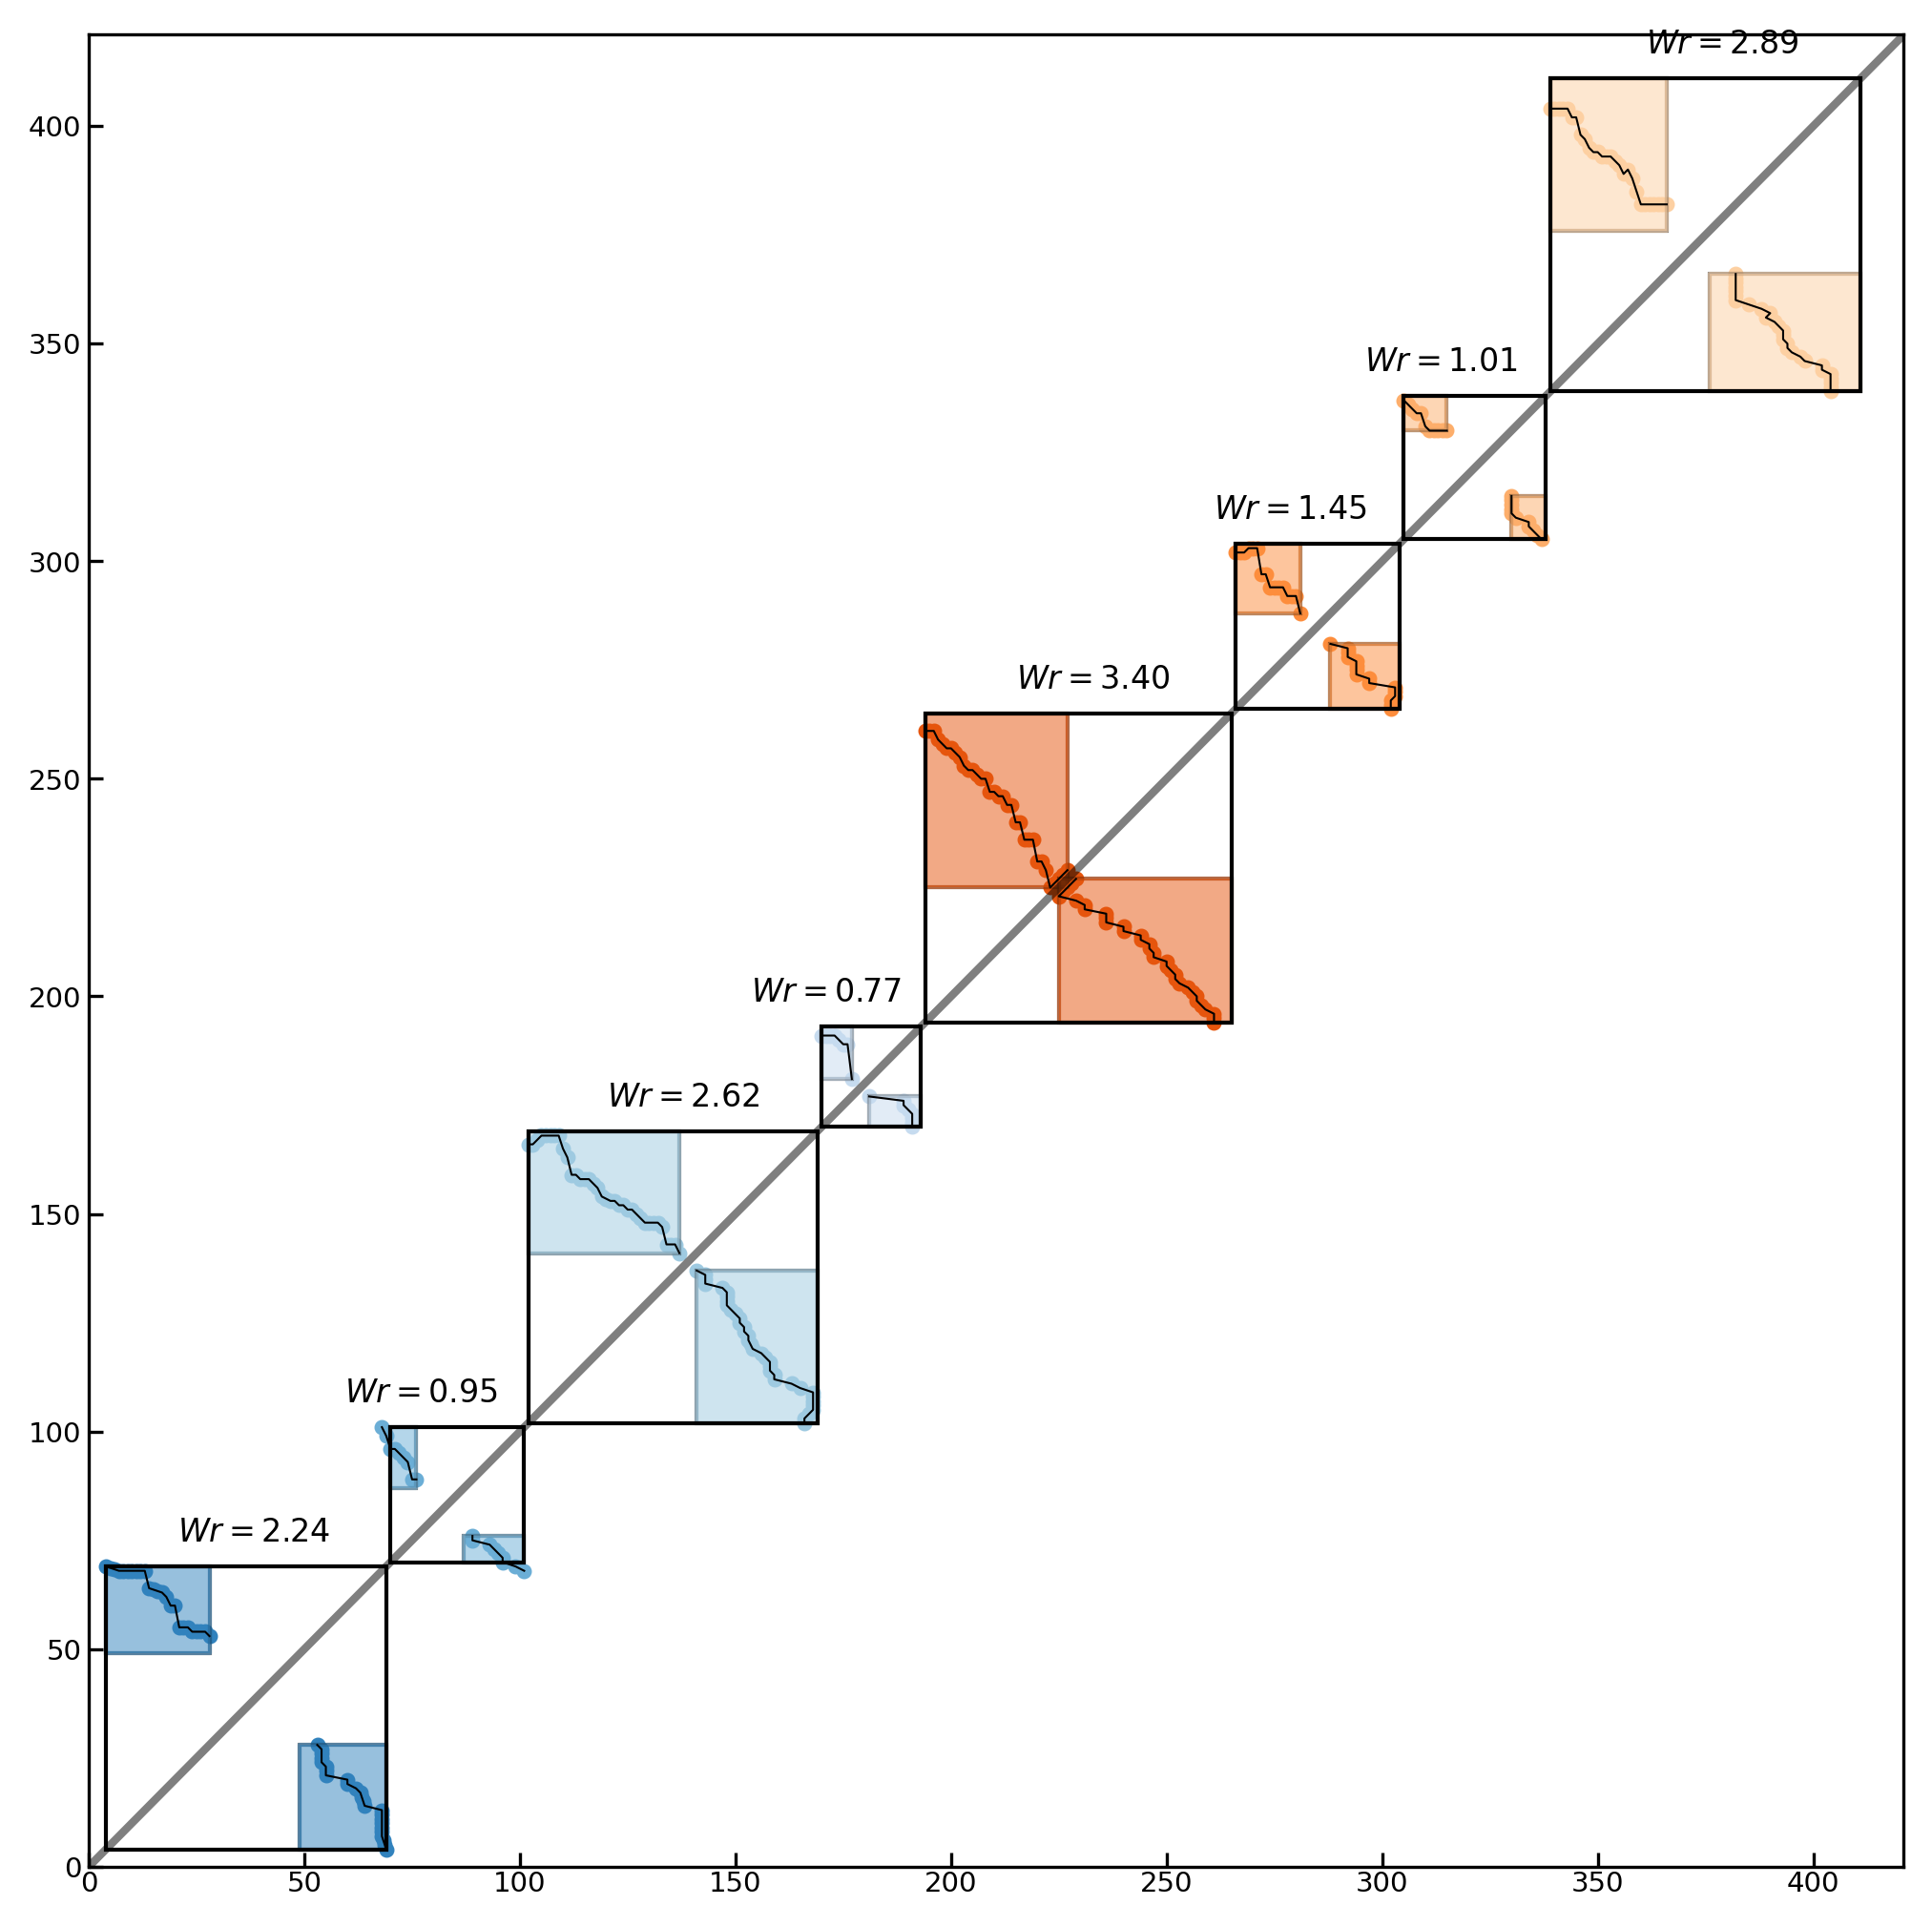 Wr = 2.89
400
350
Wr = 1.01
Wr = 1.45
300
Wr = 3.40
250
Wr = 0.77
200
Wr = 2.62
150
Wr = 0.95
100
Wr = 2.24
50
0
0 50 100 150 200 250 300 350 400